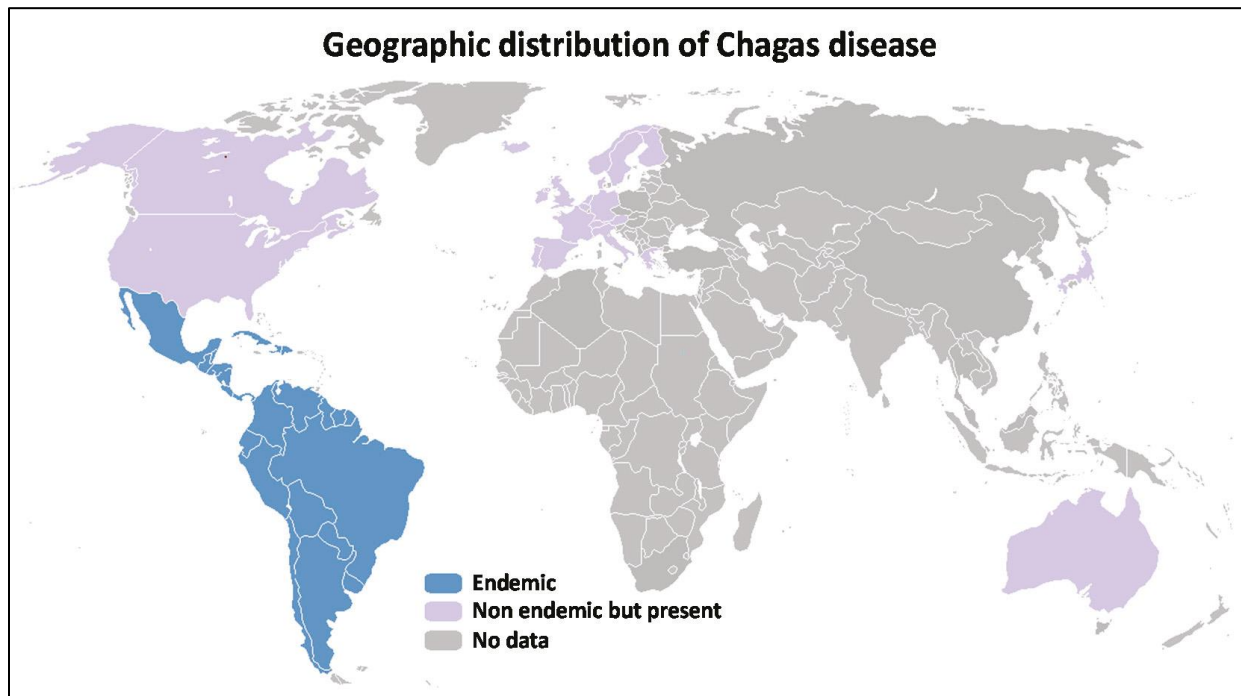 Geographic distribution of Chagas disease
Endemic
Non endemic but present
No data